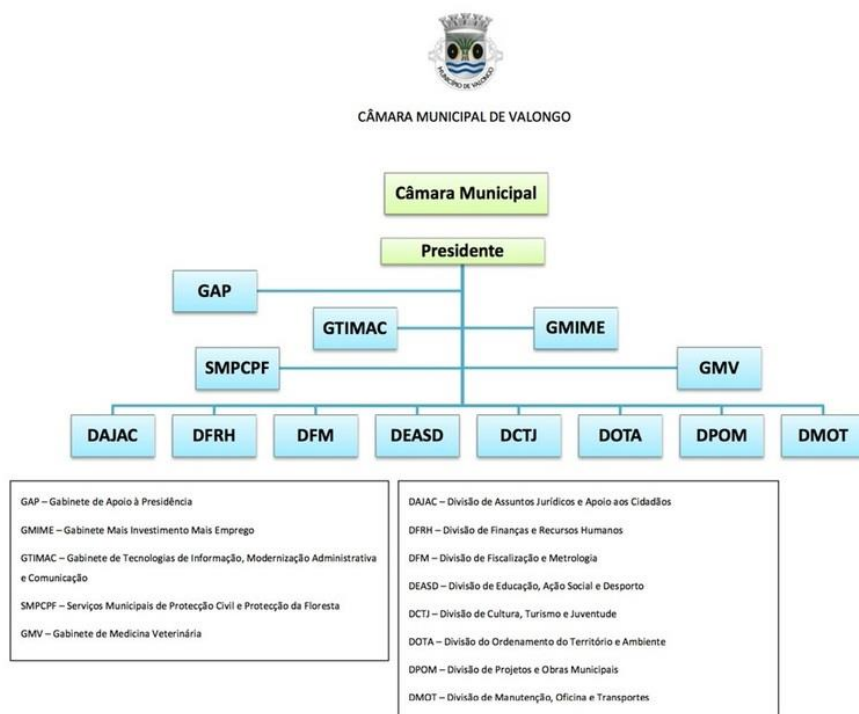 MUNICÍPIO DE VALONGO
CÂMARA MUNICIPAL DE VALONGO
Câmara Municipal
Presidente
GAP
GTIMAC
GMIME
SMPCPF
GMV
DAJAC
DFRH
DFM
DEASD
DCTJ
DOTA
DPOM
DMOT
GAP – Gabinete de Apoio à Presidência
GMIME – Gabinete Mais Investimento Mais Emprego
GTIMAC – Gabinete de Tecnologias de Informação, Modernização Administrativa
e Comunicação
SMPCPF – Serviços Municipais de Protecção Civil e Protecção da Floresta
GMV – Gabinete de Medicina Veterinária
DAJAC – Divisão de Assuntos Jurídicos e Apoio aos Cidadãos
DFRH – Divisão de Finanças e Recursos Humanos
DFM – Divisão de Fiscalização e Metrologia
DEASD – Divisão de Educação, Ação Social e Desporto
DCTJ – Divisão de Cultura, Turismo e Juventude
DOTA – Divisão do Ordenamento do Território e Ambiente
DPOM – Divisão de Projetos e Obras Municipais
DMOT – Divisão de Manutenção, Oficina e Transportes